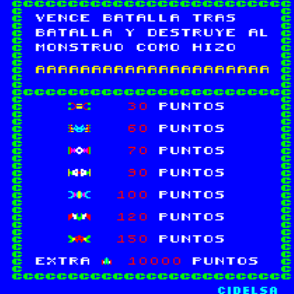 VENCE BATALLA TRAS
BATALLA Y DESTRUYE AL
MONSTRUO COMO HIZO
AAAAAAAAAAAAAAAAAAAAA
30 PUNTOS
60 PUNTOS
70 PUNTOS
90 PUNTOS
100 PUNTOS
120 PUNTOS
150 PUNTOS
EXTRA 10000 PUNTOS
CIDELSA